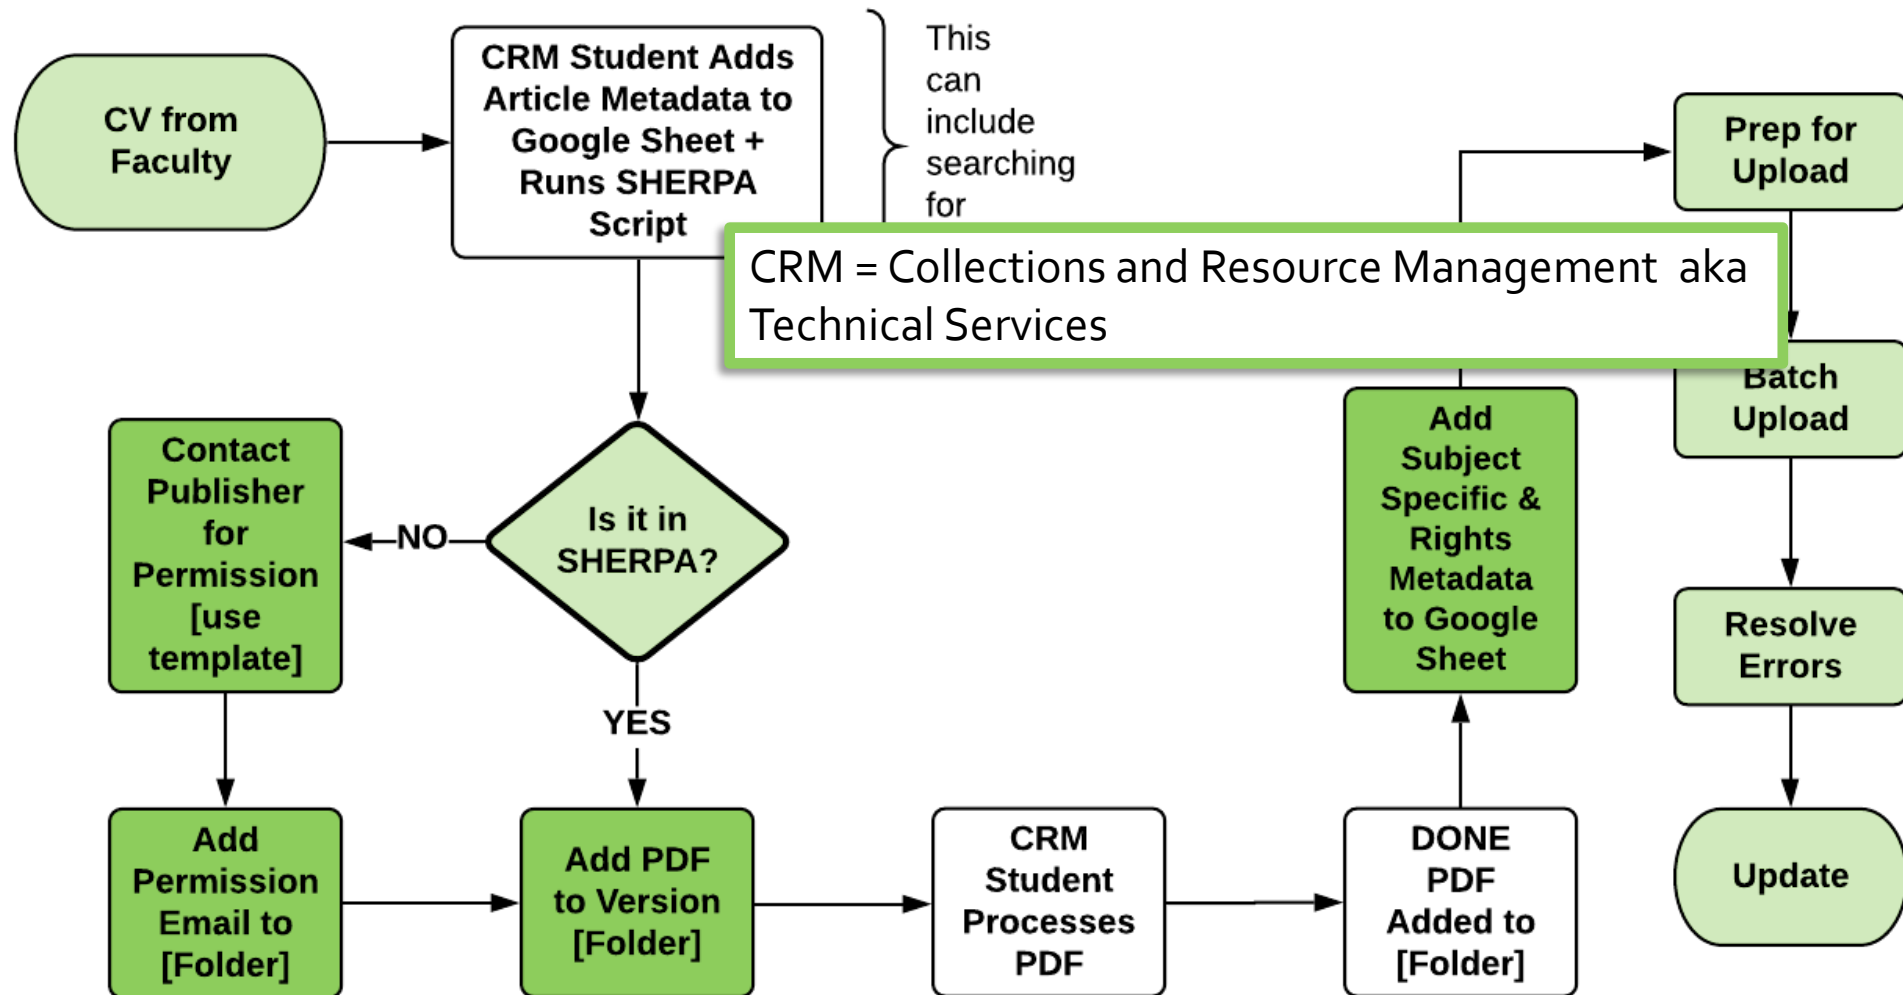 CV from
Faculty
CRM Student Adds
Article Metadata to
Google Sheet +
Runs SHERPA
Script
This
can
include
searching
for
CRM = Collections and Resource Management aka
Technical Services
Prep for
Upload
Batch
Upload
Resolve
Errors
Update
Is it in
SHERPA?
NO
YES
Contact
Publisher
for
Permission
[use
template]
Add
Permission
Email to
[Folder]
Add PDF
to Version
[Folder]
CRM
Student
Processes
PDF
DONE
PDF
Added to
[Folder]
Add
Subject
Specific &
Rights
Metadata
to Google
Sheet